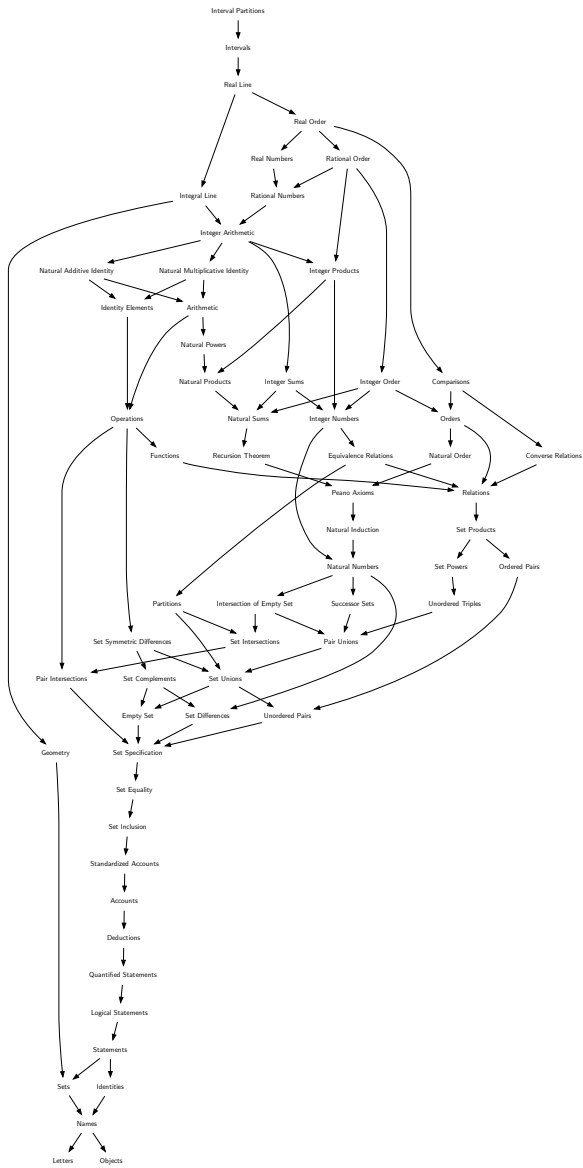 Interval Partitions
Intervals
Real Line
Real Order
Real Numbers
Rational Order
Integral Line
Rational Numbers
Integer Arithmetic
Natural Additive Identity
Natural Multiplicative Identity
Integer Products
Identity Elements
Arithmetic
Natural Powers
Natural Products
Integer Sums
Integer Order
Comparisons
Operations
Natural Sums
Integer Numbers
Orders
Functions
Recursion Theorem
Equivalence Relations
Natural Order
Converse Relations
Peano Axioms
Relations
Natural Induction
Set Products
Natural Numbers
Set Powers
Ordered Pairs
Partitions
Intersection of Empty Set
Successor Sets
Unordered Triples
Set Symmetric Differences
Set Intersections
Pair Unions
Pair Intersections
Set Complements
Set Unions
Empty Set
Set Differences
Unordered Pairs
Geometry
Set Specification
Set Equality
Set Inclusion
Standardized Accounts
Accounts
Deductions
Quantified Statements
Logical Statements
Statements
Sets
Identities
Names
Letters
Objects